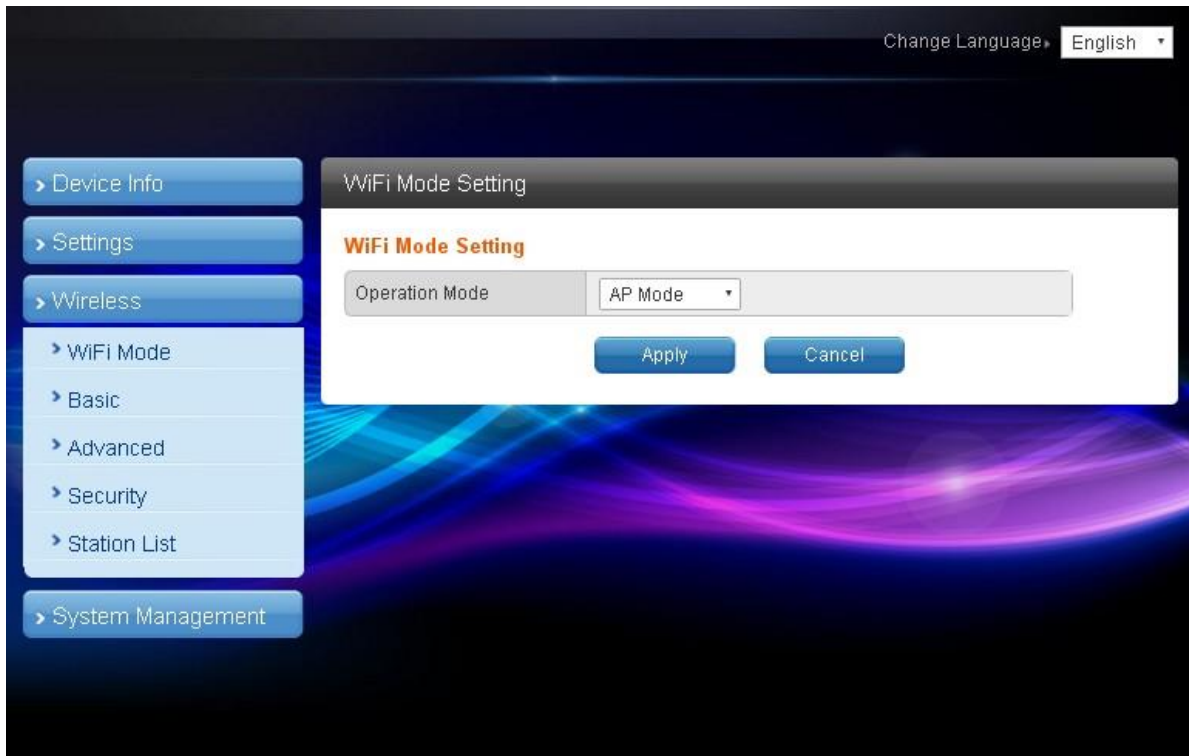 Change Language English
Device Info
Settings
Wireless
WiFi Mode
Basic
Advanced
Security
Station List
System Management
WiFi Mode Setting
WiFi Mode Setting
Operation Mode AP Mode
Apply Cancel